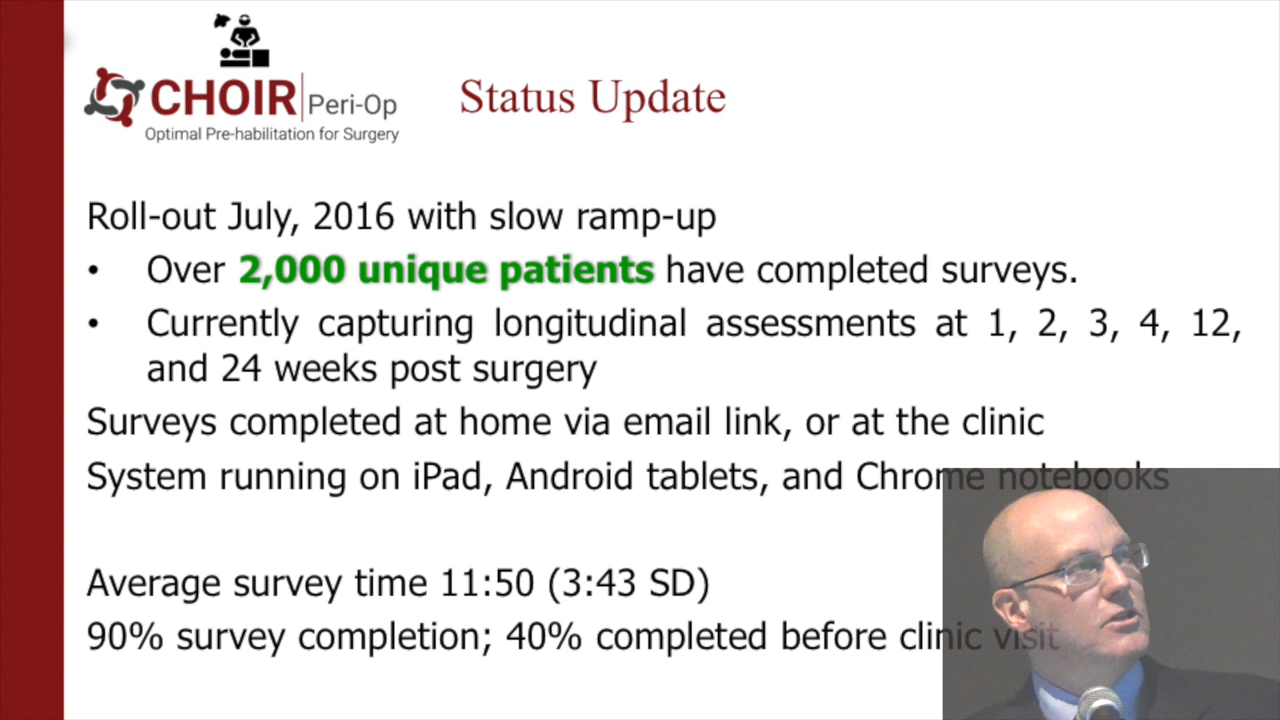 CHOIR Peri-Op
Optimal Pre-habilitation for Surgery
Status Update
Roll-out July, 2016 with slow ramp-up
• Over 2,000 unique patients have completed surveys.
• Currently capturing longitudinal assessments at 1, 2, 3, 4, 12,
and 24 weeks post surgery
Surveys completed at home via email link, or at the clinic
System running on iPad, Android tablets, and Chrome notebooks
Average survey time 11:50 (3:43 SD)
90% survey completion; 40% completed before clinic visit